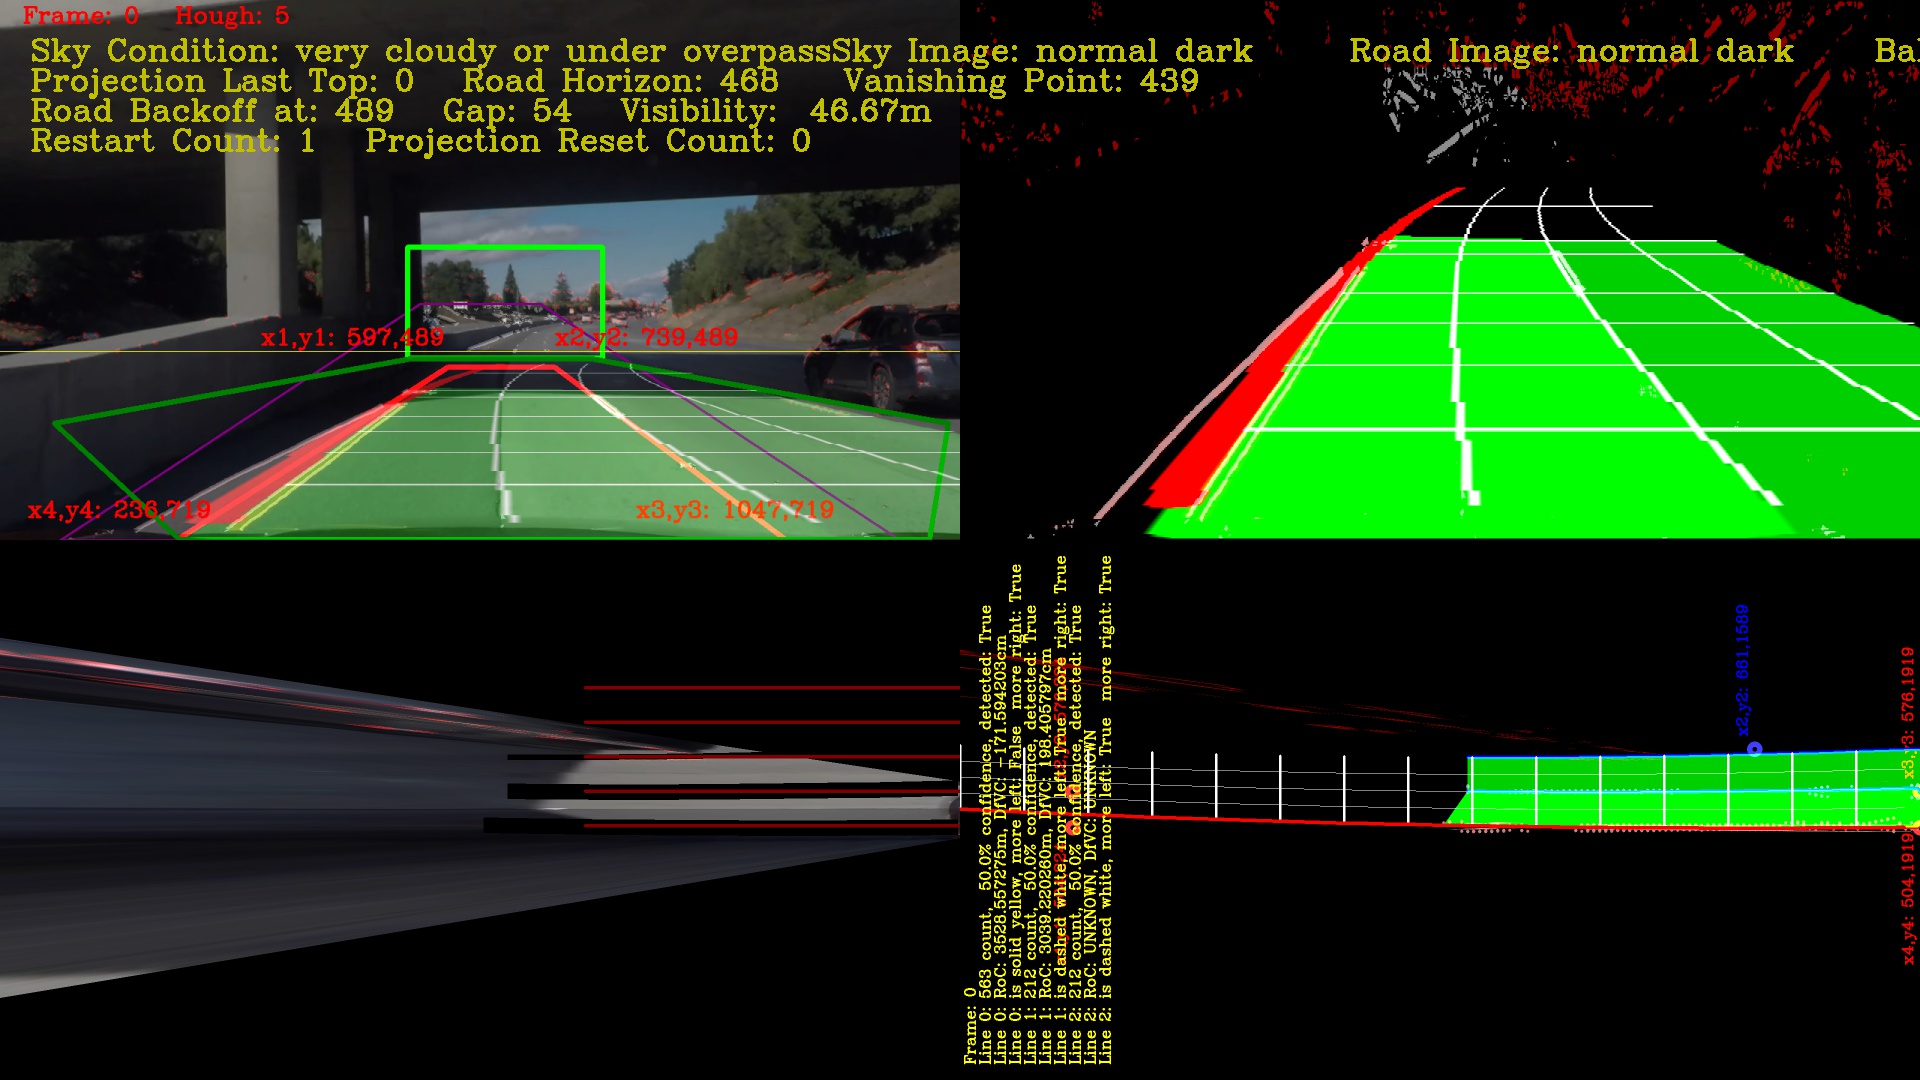 Frame: 0   Hough: 5
Sky Condition: very cloudy or under overpassSky Image: normal dark   Road Image: normal dark   Ba
Projection Last Top: 0   Road Horizon: 468   Vanishing Point: 439
Road Backoff at: 489   Gap: 54   Visibility:  46.67m
Restart Count: 1   Projection Reset Count: 0
x1,y1: 597,489
x2,y2: 739,489
x4,y4: 236,719
x3,y3: 1047,719
Frame: 0
Line 0: 563 count,  50.0% confidence, detected: True
Line 0: RoC: 3528.557275m, DfVC: -171.594203cm
Line 0: is solid yellow, more left: False  more right: True
Line 1: 212 count,  50.0% confidence, detected: True
Line 1: RoC: 3039.220260m, DfVC: 198.405797cm
Line 1: is dashed white, more left: True  more right: True
Line 2: 212 count,  50.0% confidence, detected: True
Line 2: RoC: UNKNOWN, DfVC: UNKNOWN
Line 2: is dashed white, more left: True  more right: True
x2,y2: 661,1589
x3,y3: 576,1919
x4,y4: 504,1919